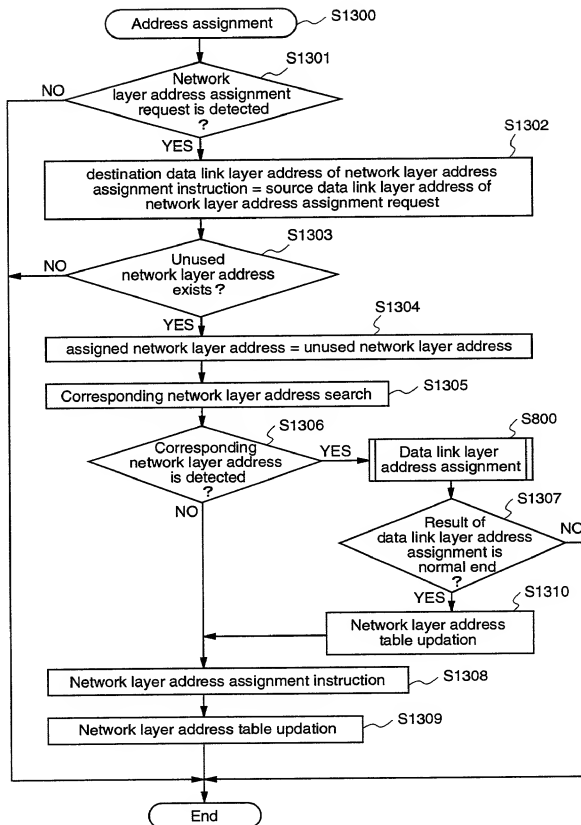 Address assignment
S1300
S1301
NO
Network
layer address assignment
request is detected
?
YES
S1302
destination data link layer address of network layer address
assignment instruction = source data link layer address of
network layer address assignment request
S1303
NO
Unused
network layer address
exists ?
YES
S1304
assigned network layer address = unused network layer address
Corresponding network layer address search
S1305
S1306
Corresponding
network layer address
is detected
?
YES
NO
S800
Data link layer
address assignment
S1307
Result of
data link layer address
assignment is
normal end
?
NO
YES
S1310
Network layer address
table updation
Network layer address assignment instruction
S1308
Network layer address table updation
S1309
End